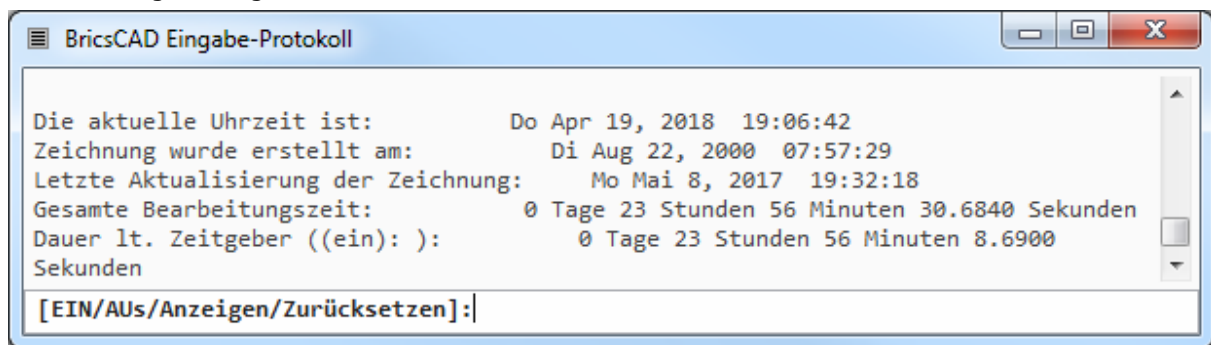 BricsCAD Eingabe-Protokoll
Die aktuelle Uhrzeit ist: Do Apr 19, 2018 19:06:42
Zeichnung wurde erstellt am: Di Aug 22, 2000 07:57:29
Letzte Aktualisierung der Zeichnung: Mo Mai 8, 2017 19:32:18
Gesamte Bearbeitungszeit: 0 Tage 23 Stunden 56 Minuten 30.6840 Sekunden
Dauer lt. Zeitgeber ((ein): ): 0 Tage 23 Stunden 56 Minuten 8.6900
Sekunden
[EIN/AUs/Anzeigen/Zurücksetzen]: